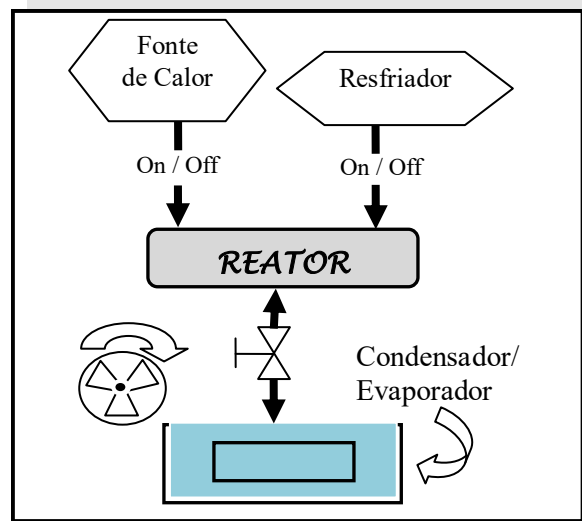 Fonte
de Calor
Resfriador
On / Off
On / Off
REATOR
Condensador/
Evaporador